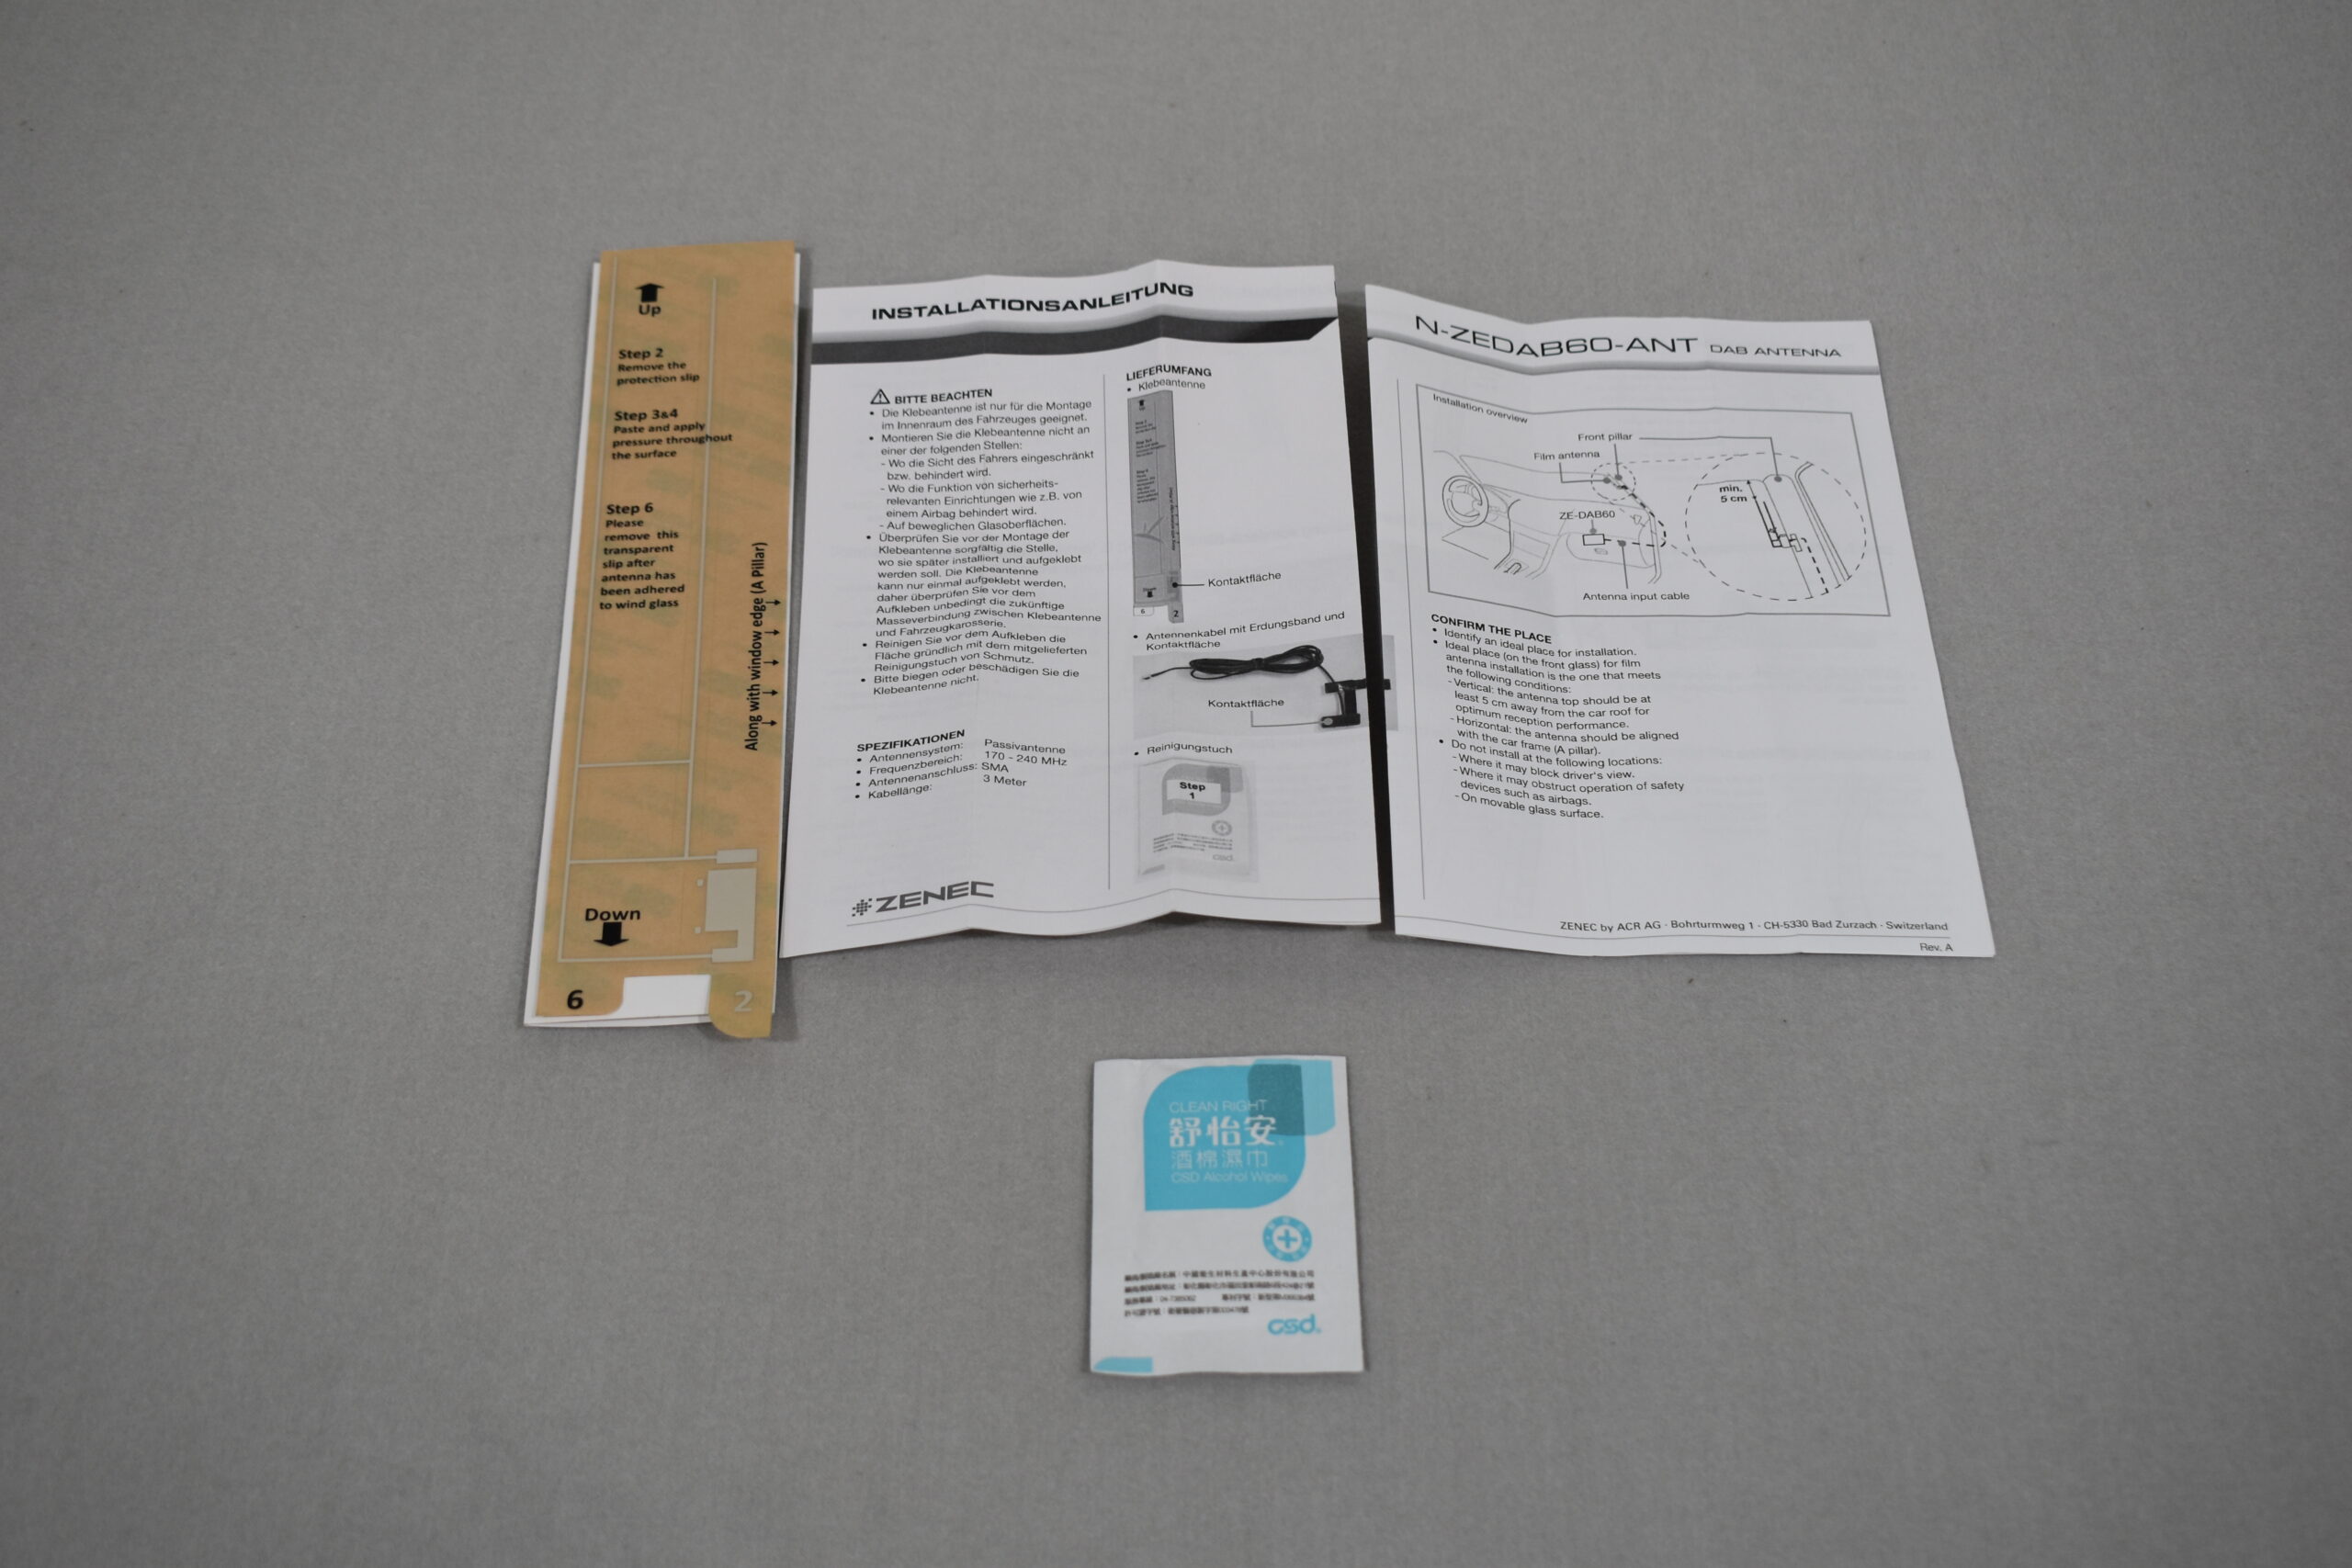 Up
Step 2
Remove the
protection slip
Step 3&4
Paste and apply
pressure throughout
the surface
Step 6
Please
remove this
transparent
slip after
antenna has
been adhered
to wind glass
Along with window edge (A Pillar)
Down
6
2
INSTALLATIONSANLEITUNG
BITTE BEACHTEN
• Die Klebeantenne ist nur für die Montage
im Innenraum des Fahrzeuges geeignet.
• Montieren Sie die Klebeantenne nicht an
einer der folgenden Stellen:
- Wo die Sicht des Fahrers eingeschränkt
bzw. behindert wird.
- Wo die Funktion von sicherheits-
relevanten Einrichtungen wie z.B. von
einem Airbag behindert wird.
- Auf beweglichen Glasoberflächen.
• Überprüfen Sie vor der Montage der
Klebeantenne sorgfältig die Stelle,
wo sie später installiert und aufgeklebt
werden soll. Die Klebeantenne
kann nur einmal aufgeklebt werden,
daher überprüfen Sie vor dem
Aufkleben unbedingt die zukünftige
Masseverbindung zwischen Klebeantenne
und Fahrzeugkarosserie.
• Reinigen Sie vor dem Aufkleben die
Fläche gründlich mit dem mitgelieferten
Reinigungstuch von Schmutz.
• Bitte biegen oder beschädigen Sie die
Klebeantenne nicht.
SPEZIFIKATIONEN
• Antennensystem: Passivantenne
• Frequenzbereich: 170 - 240 MHz
• Antennenanschluss: SMA
• Kabellänge: 3 Meter
ZENEC
LIEFERUMFANG
• Klebeantenne
Up
Down
6
2
Kontaktfläche
• Antennenkabel mit Erdungsband und
Kontaktfläche
Kontaktfläche
• Reinigungstuch
Step
1
csd.
N-ZEDAB60-ANT DAB ANTENNA
Installation overview
Front pillar
Film antenna
min.
5 cm
ZE-DAB60
Antenna input cable
CONFIRM THE PLACE
• Identify an ideal place for installation.
• Ideal place (on the front glass) for film
antenna installation is the one that meets
the following conditions:
- Vertical: the antenna top should be at
least 5 cm away from the car roof for
optimum reception performance.
- Horizontal: the antenna should be aligned
with the car frame (A pillar).
• Do not install at the following locations:
- Where it may block driver's view.
- Where it may obstruct operation of safety
devices such as airbags.
- On movable glass surface.
ZENEC by ACR AG · Bohrturmweg 1 · CH-5330 Bad Zurzach · Switzerland
Rev. A
CLEAN RIGHT
舒怡安
酒棉濕巾
CSD Alcohol Wipes
csd.